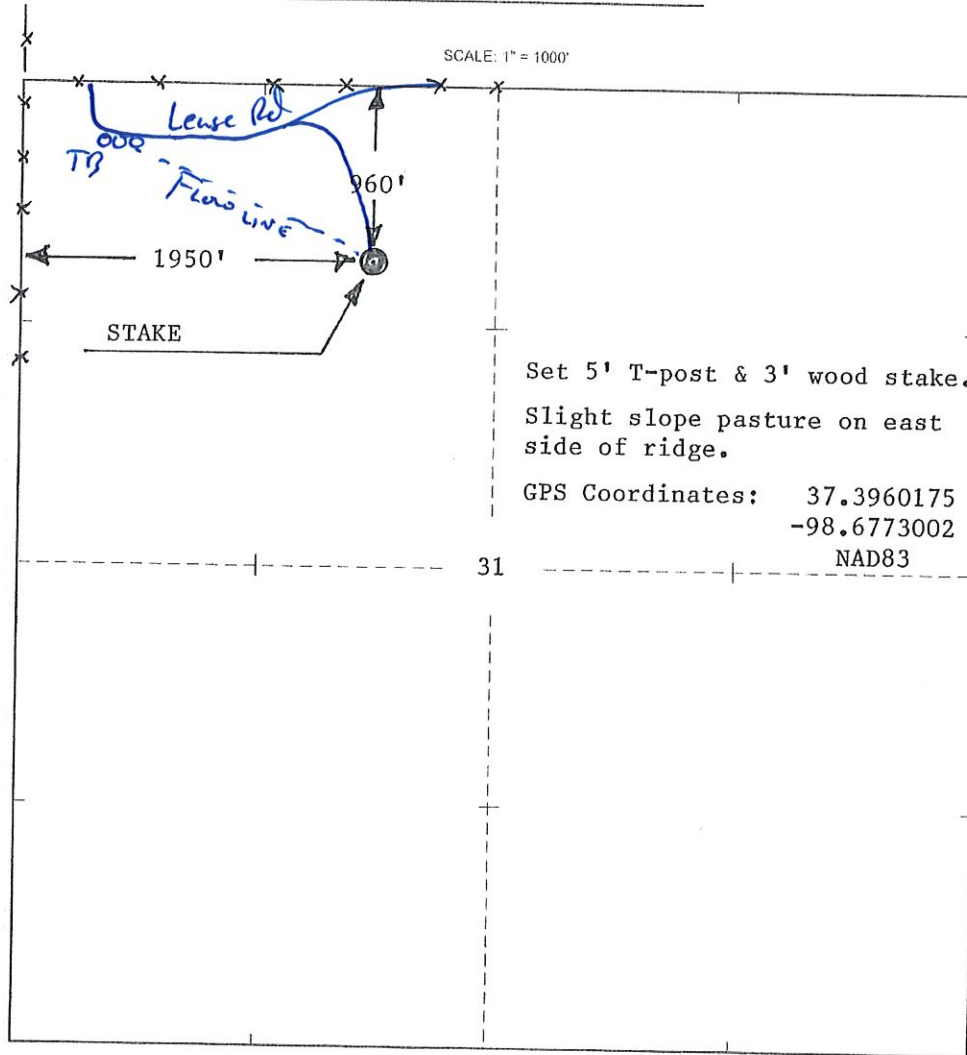 SCALE: 1" = 1000'
Lease Rd
TB
Flow Line
960'
1950'
STAKE
Set 5' T-post & 3' wood stake.
Slight slope pasture on east
side of ridge.
GPS Coordinates: 37.3960175
-98.6773002
NAD83
31